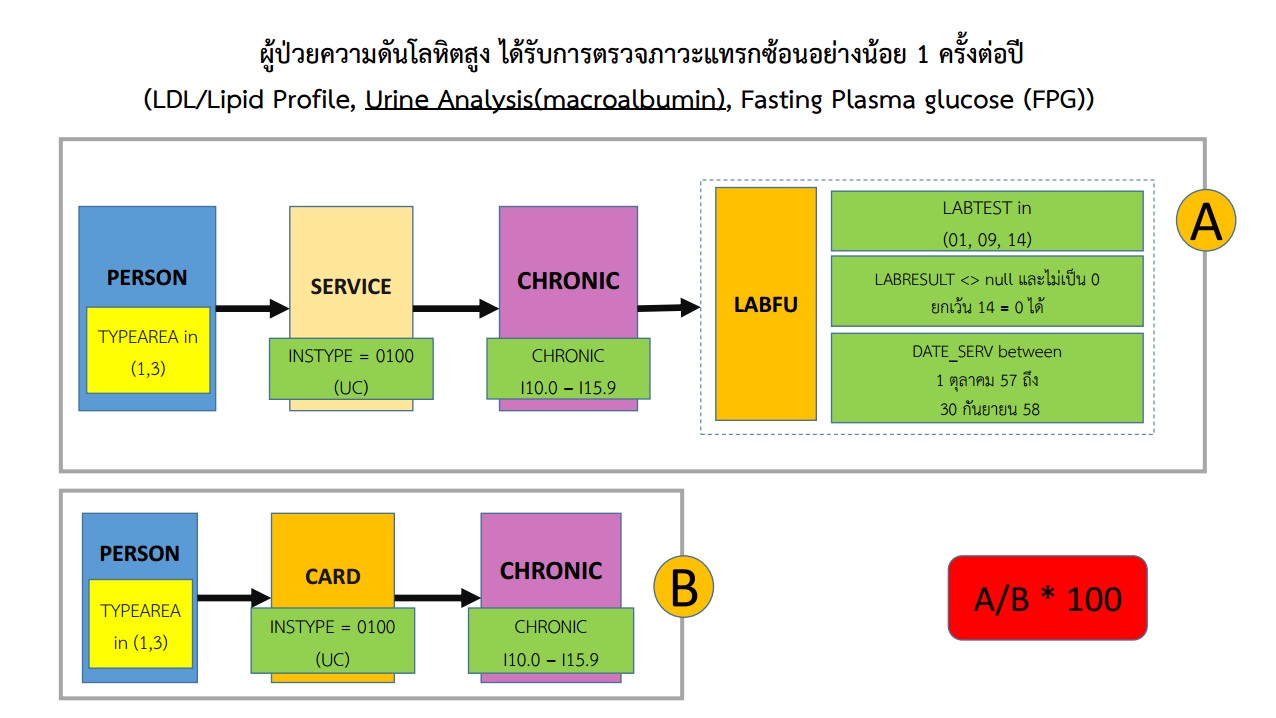 ผู้ป่วยความดันโลหิตสูง ได้รับการตรวจภาวะแทรกซ้อนอย่างน้อย 1 ครั้งต่อปี
(LDL/Lipid Profile, Urine Analysis(macroalbumin), Fasting Plasma glucose (FPG))
PERSON
TYPEAREA in
(1,3)
SERVICE
INSTYPE = 0100
(UC)
CHRONIC
CHRONIC
I10.0 – I15.9
LABFU
LABTEST in
(01, 09, 14)
LABRESULT <> null และไม่เป็น 0
ยกเว้น 14 = 0 ได้
DATE_SERV between
1 ตุลาคม 57 ถึง
30 กันยายน 58
A
PERSON
TYPEAREA
in (1,3)
CARD
INSTYPE = 0100
(UC)
CHRONIC
CHRONIC
I10.0 – I15.9
B
A/B * 100